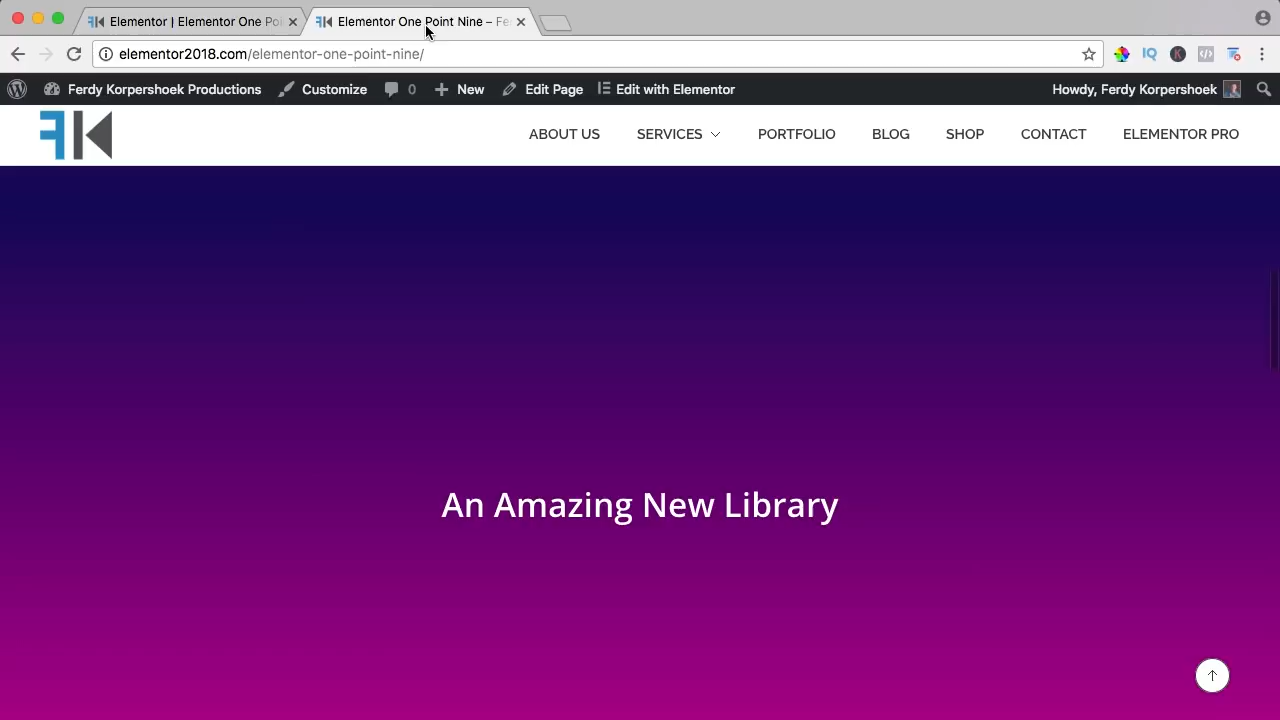 Elementor | Elementor One Poi
Elementor One Point Nine – Fe
elementor2018.com/elementor-one-point-nine/
Ferdy Korpershoek Productions Customize 0 New Edit Page Edit with Elementor Howdy, Ferdy Korpershoek
FK ABOUT US SERVICES PORTFOLIO BLOG SHOP CONTACT ELEMENTOR PRO
An Amazing New Library